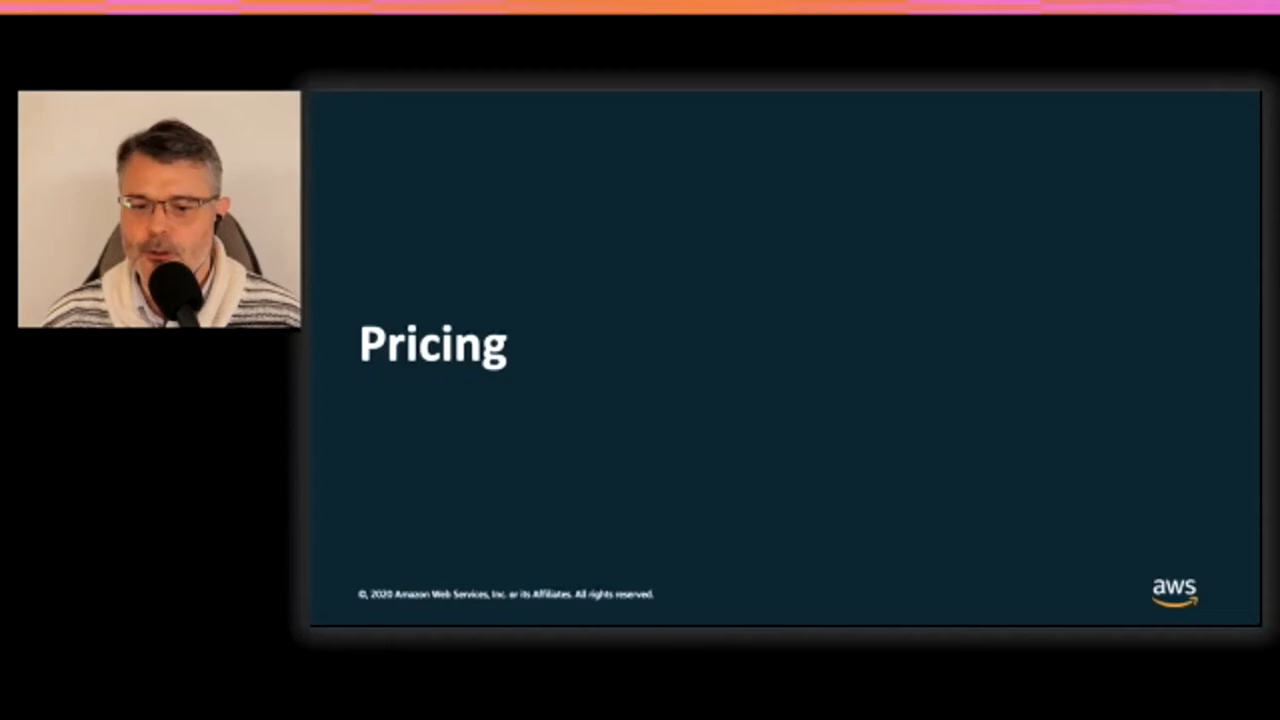 Pricing
©, 2020 Amazon Web Services, Inc. or its Affiliates. All rights reserved.
aws